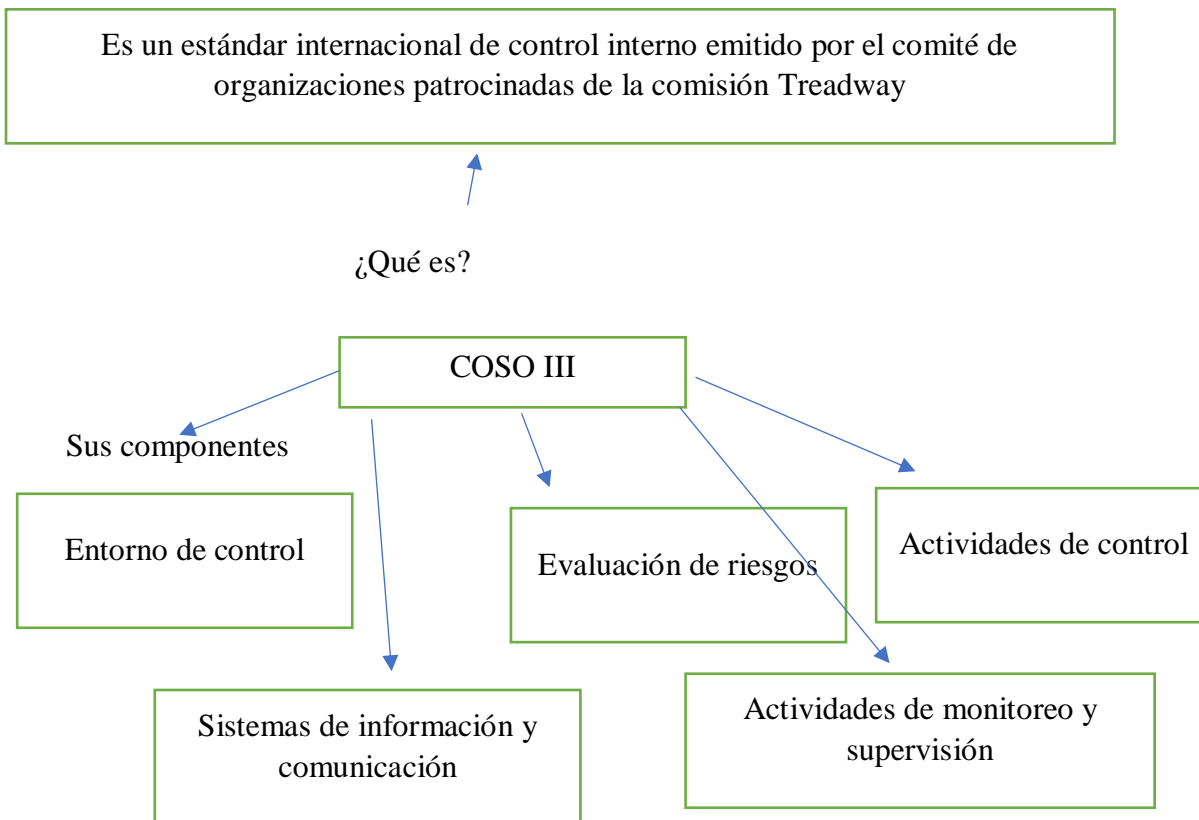 Es un estándar internacional de control interno emitido por el comité de
organizaciones patrocinadas de la comisión Treadway
¿Qué es?
COSO III
Sus componentes
Entorno de control
Evaluación de riesgos
Actividades de control
Sistemas de información y
comunicación
Actividades de monitoreo y
supervisión